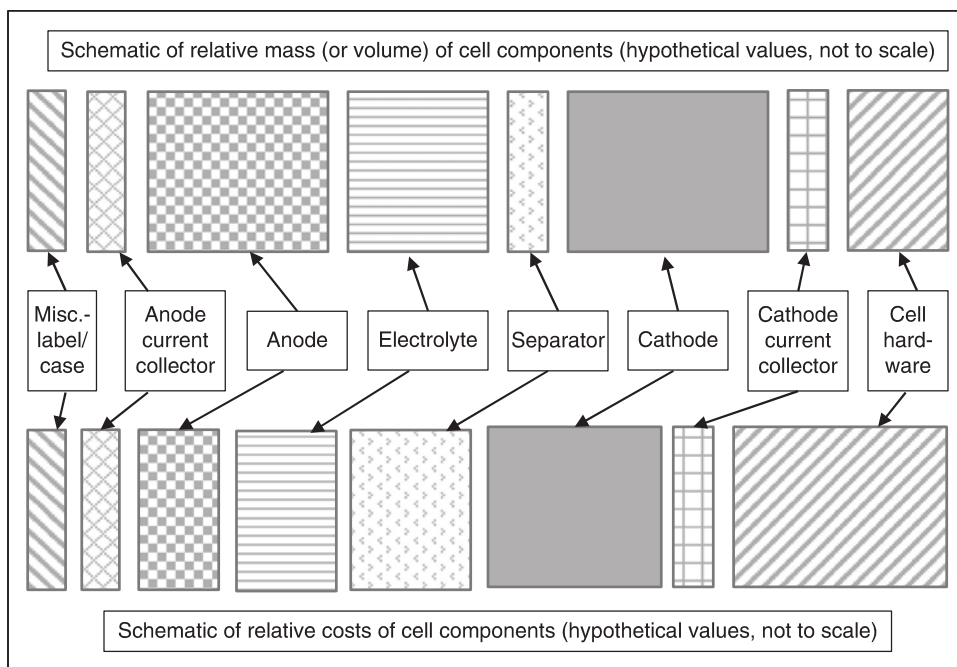 Schematic of relative mass (or volume) of cell components (hypothetical values, not to scale)
Misc.-
label/
case
Anode
current
collector
Anode
Electrolyte
Separator
Cathode
Cathode
current
collector
Cell
hard-
ware
Schematic of relative costs of cell components (hypothetical values, not to scale)